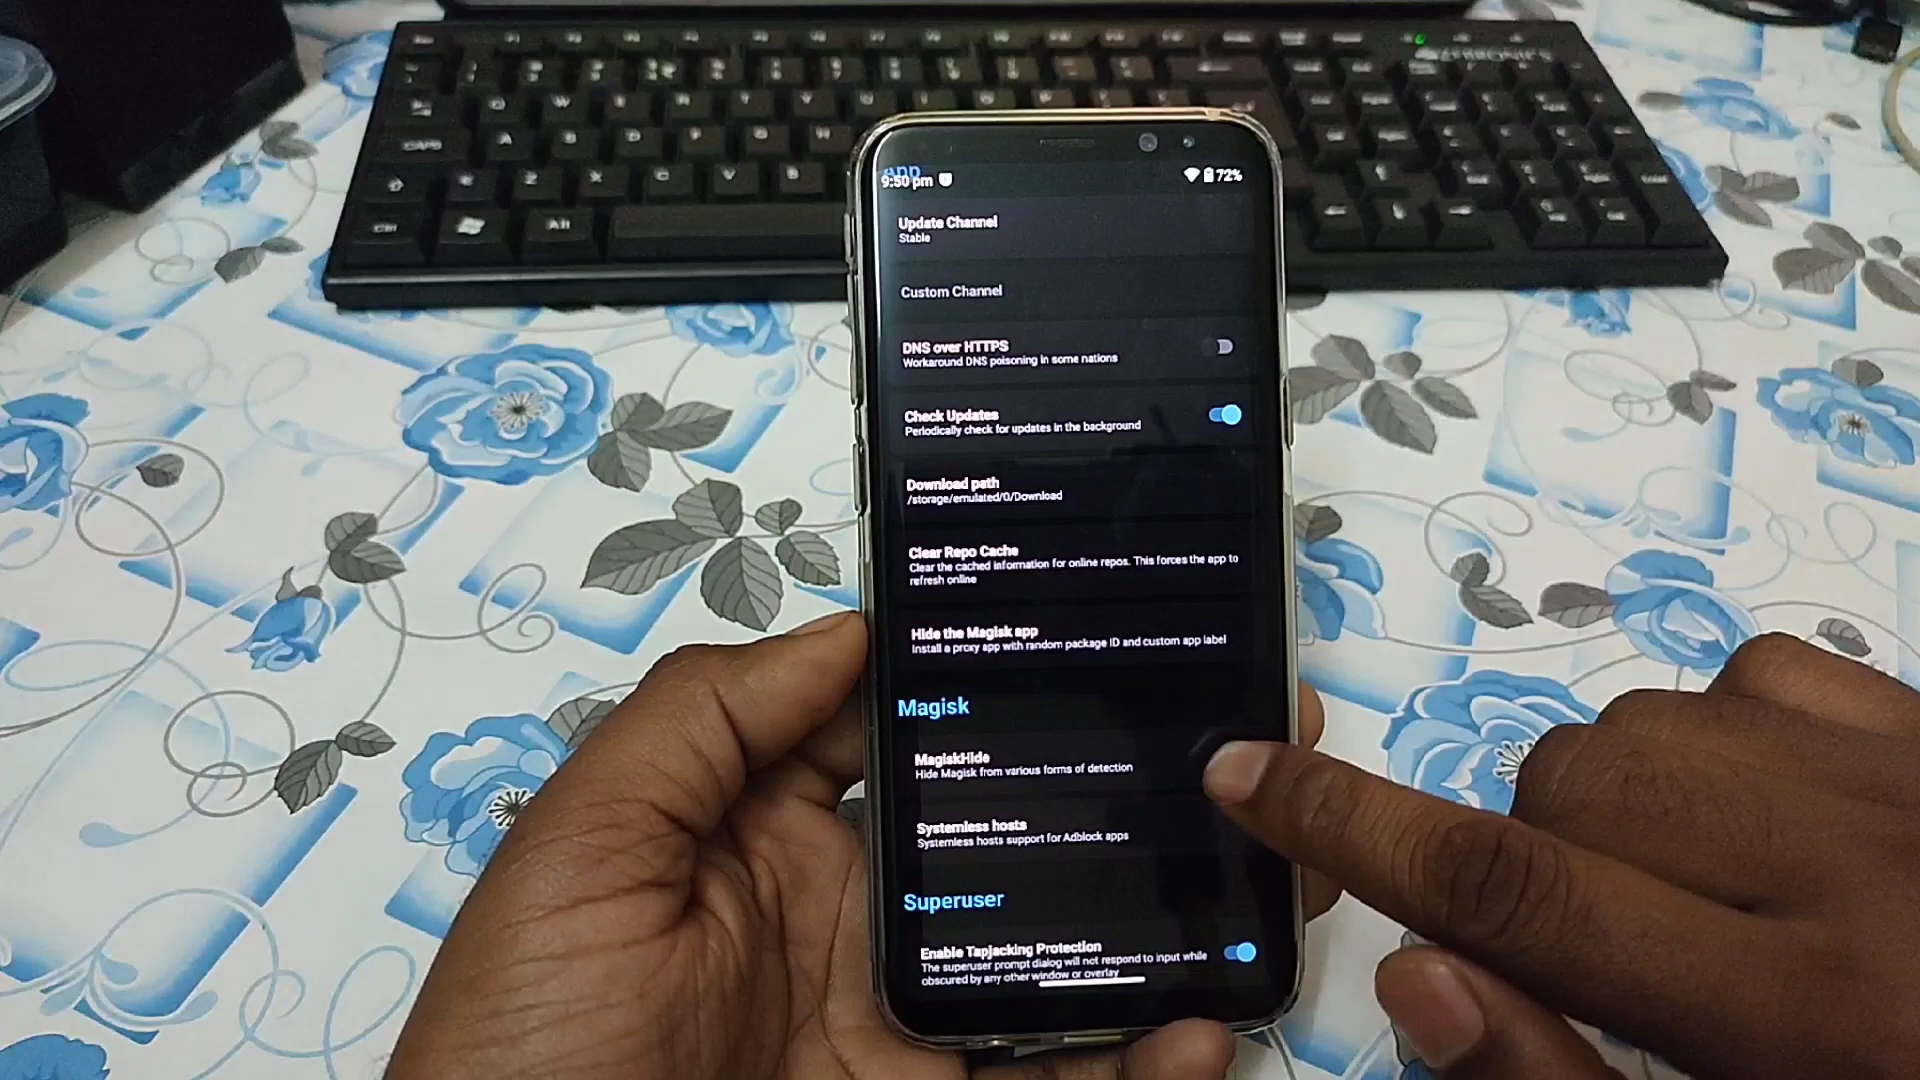 ZEBRONICS
CAPS
Q W
A S D F G H
Z X C V B
Ctrl
Alt
App
9:50 pm
72%
Update Channel
Stable
Custom Channel
DNS over HTTPS
Workaround DNS poisoning in some nations
Check Updates
Periodically check for updates in the background
Download path
/storage/emulated/0/Download
Clear Repo Cache
Clear the cached information for online repos. This forces the app to
refresh online
Hide the Magisk app
Install a proxy app with random package ID and custom app label
Magisk
MagiskHide
Hide Magisk from various forms of detection
Systemless hosts
Systemless hosts support for Adblock apps
Superuser
Enable Tapjacking Protection
The superuser prompt dialog will not respond to input while
obscured by any other window or overlay